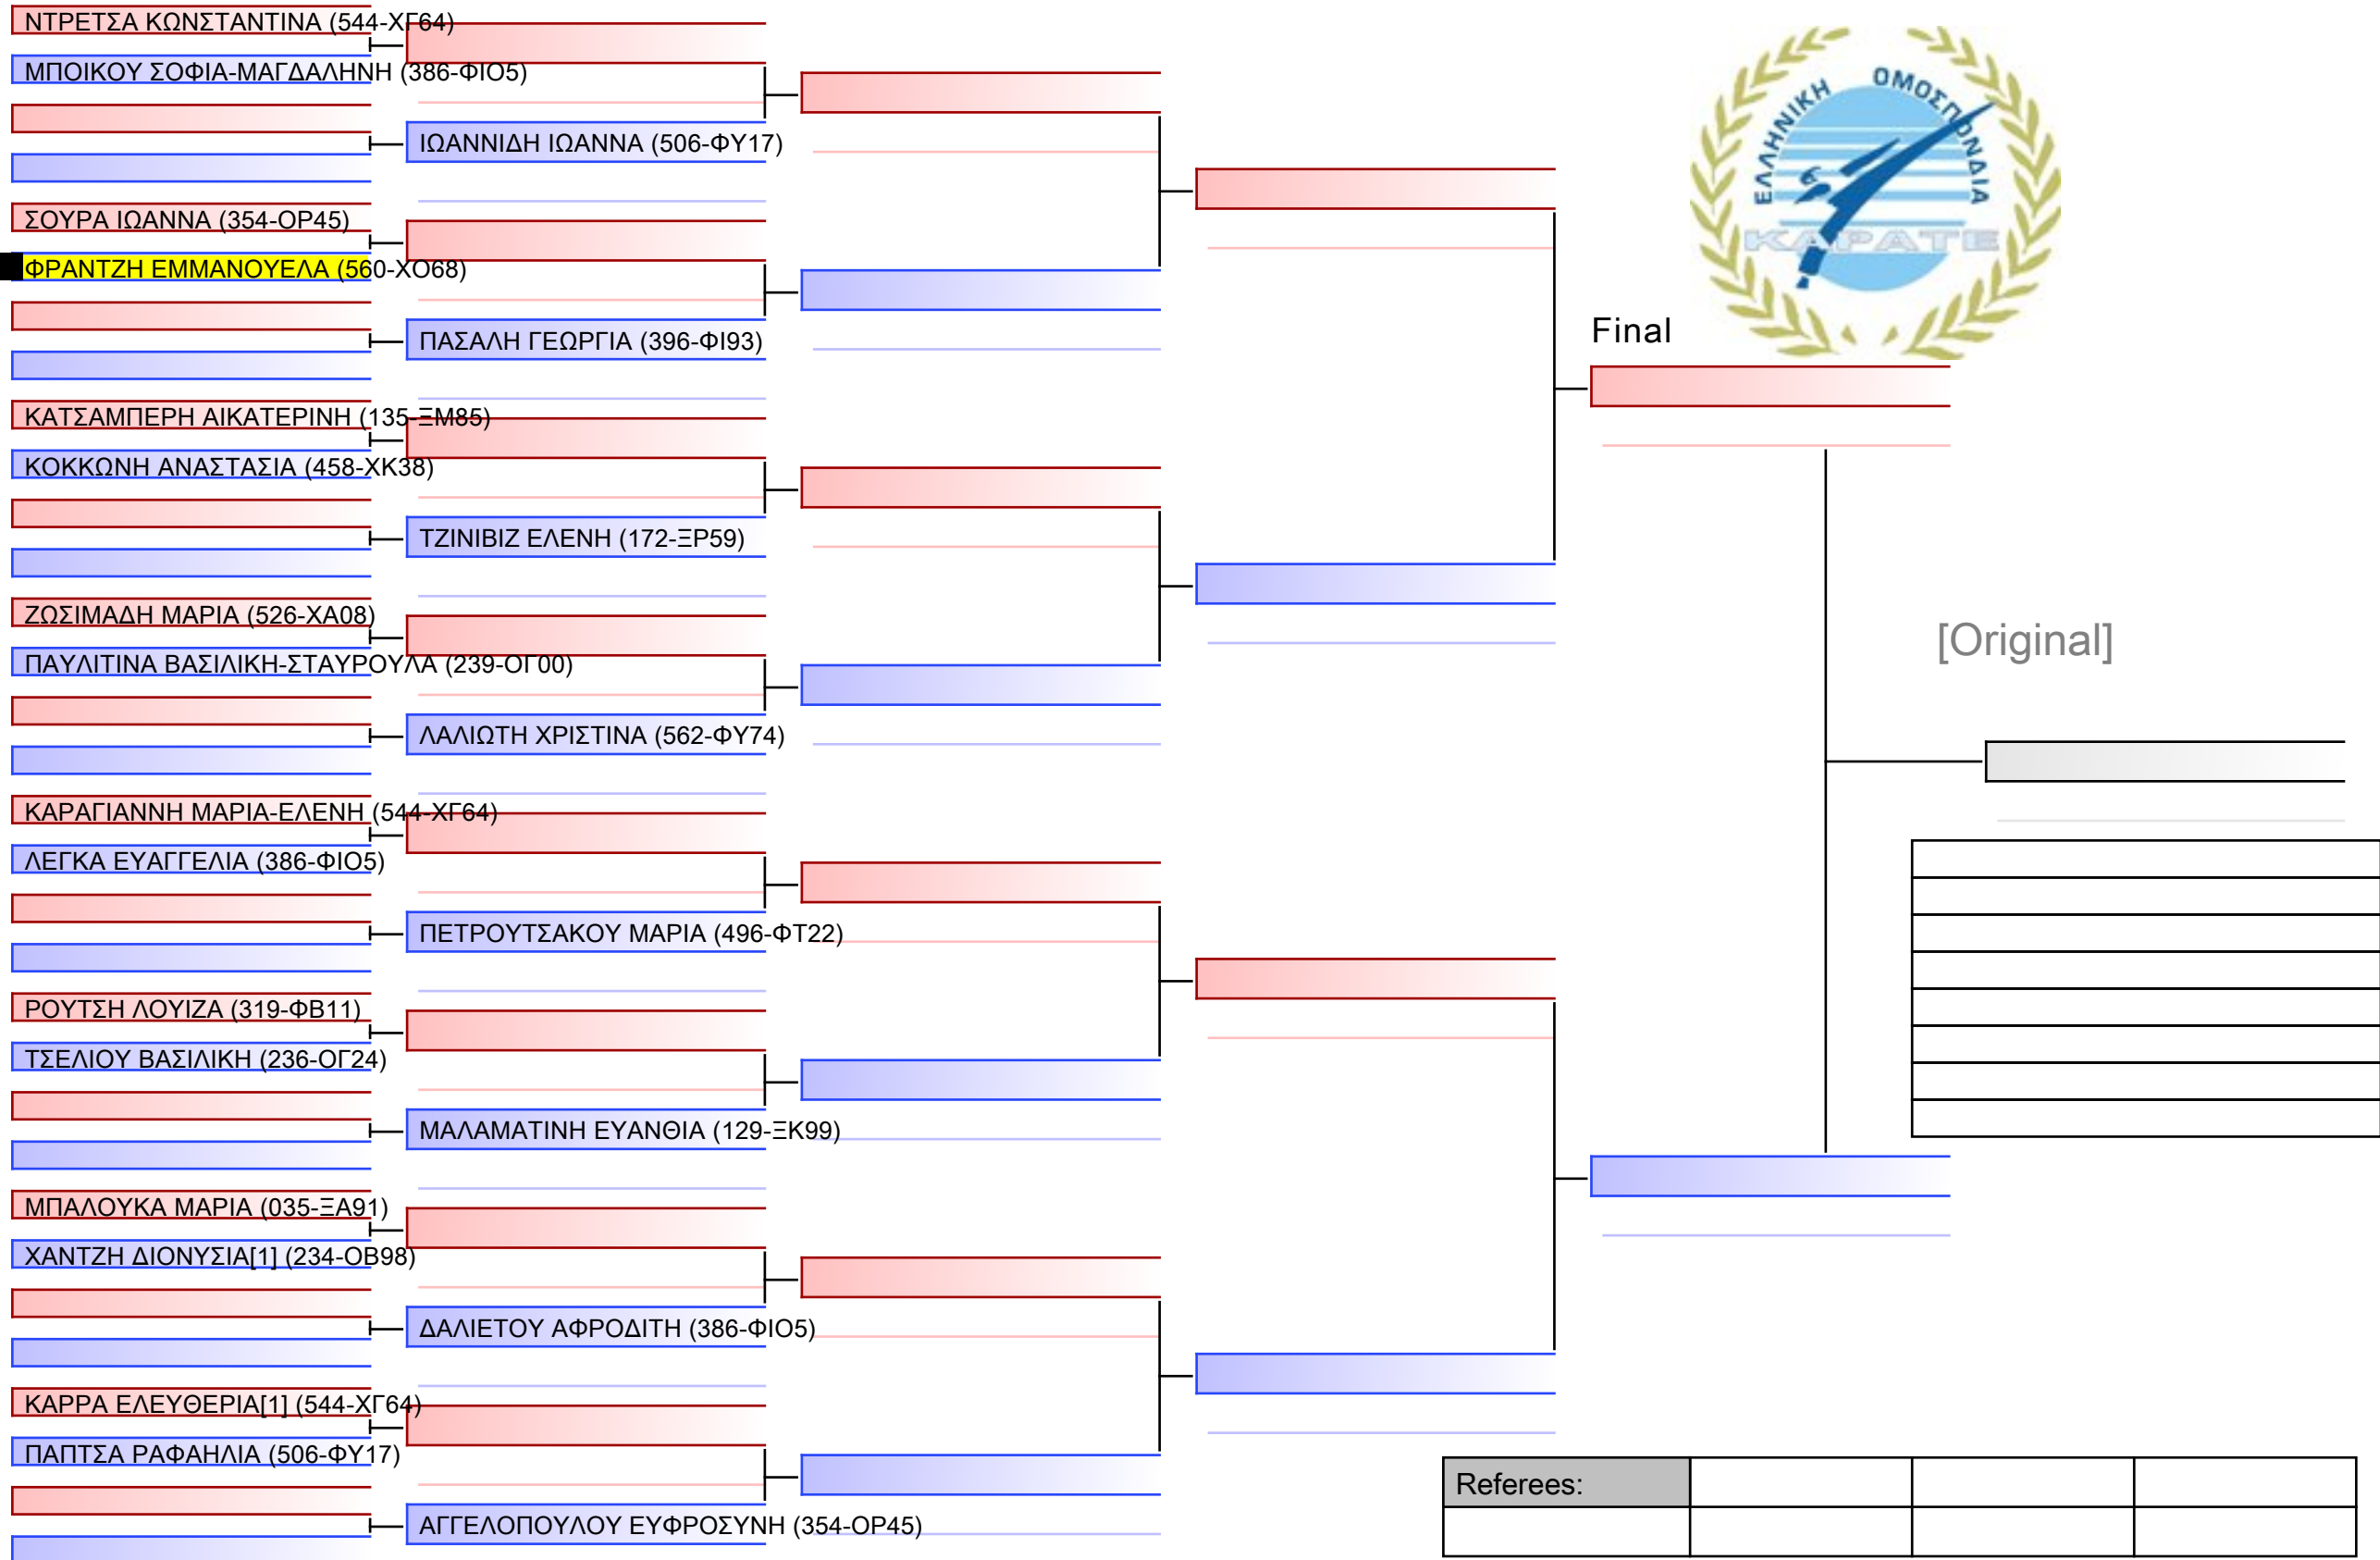 ΝΤΡΕΤΣΑ ΚΩΝΣΤΑΝΤΙΝΑ (544-ΧΓ64)
ΜΠΟΙΚΟΥ ΣΟΦΙΑ-ΜΑΓΔΑΛΗΝΗ (386-ΦΙΟ5)
ΙΩΑΝΝΙΔΗ ΙΩΑΝΝΑ (506-ΦΥ17)
ΣΟΥΡΑ ΙΩΑΝΝΑ (354-ΟΡ45)
ΦΡΑΝΤΖΗ ΕΜΜΑΝΟΥΕΛΑ (560-ΧΟ68)
ΠΑΣΑΛΗ ΓΕΩΡΓΙΑ (396-ΦΙ93)
ΚΑΤΣΑΜΠΕΡΗ ΑΙΚΑΤΕΡΙΝΗ (135-ΞΜ85)
ΚΟΚΚΩΝΗ ΑΝΑΣΤΑΣΙΑ (458-ΧΚ38)
ΤΖΙΝΙΒΙΖ ΕΛΕΝΗ (172-ΞΡ59)
ΖΩΣΙΜΑΔΗ ΜΑΡΙΑ (526-ΧΑ08)
ΠΑΥΛΙΤΙΝΑ ΒΑΣΙΛΙΚΗ-ΣΤΑΥΡΟΥΛΑ (239-ΟΓ00)
ΛΑΛΙΩΤΗ ΧΡΙΣΤΙΝΑ (562-ΦΥ74)
ΚΑΡΑΓΙΑΝΝΗ ΜΑΡΙΑ-ΕΛΕΝΗ (544-ΧΓ64)
ΛΕΓΚΑ ΕΥΑΓΓΕΛΙΑ (386-ΦΙΟ5)
ΠΕΤΡΟΥΤΣΑΚΟΥ ΜΑΡΙΑ (496-ΦΤ22)
ΡΟΥΤΣΗ ΛΟΥΙΖΑ (319-ΦΒ11)
ΤΣΕΛΙΟΥ ΒΑΣΙΛΙΚΗ (236-ΟΓ24)
ΜΑΛΑΜΑΤΙΝΗ ΕΥΑΝΘΙΑ (129-ΞΚ99)
ΜΠΑΛΟΥΚΑ ΜΑΡΙΑ (035-ΞΑ91)
ΧΑΝΤΖΗ ΔΙΟΝΥΣΙΑ[1] (234-ΟΒ98)
ΔΑΛΙΕΤΟΥ ΑΦΡΟΔΙΤΗ (386-ΦΙΟ5)
ΚΑΡΡΑ ΕΛΕΥΘΕΡΙΑ[1] (544-ΧΓ64)
ΠΑΠΤΣΑ ΡΑΦΑΗΛΙΑ (506-ΦΥ17)
ΑΓΓΕΛΟΠΟΥΛΟΥ ΕΥΦΡΟΣΥΝΗ (354-ΟΡ45)
ΕΛΛΗΝΙΚΗ ΟΜΟΣΠΟΝΔΙΑ
ΚΑΡΑΤΕ
Final
[Original]
Referees: